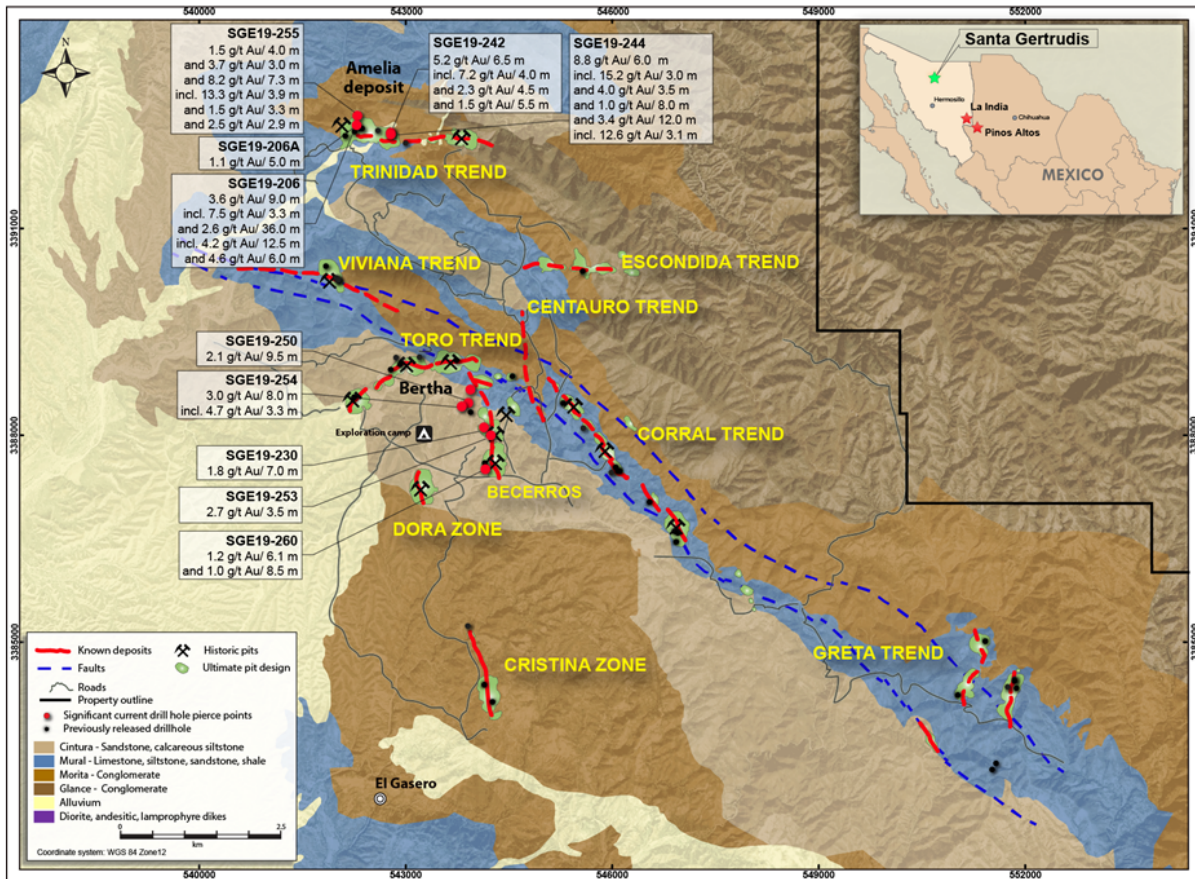 540000 543000 546000 549000 552000
SGE19-255
1.5 g/t Au/ 4.0 m
and 3.7 g/t Au/ 3.0 m
and 8.2 g/t Au/ 7.3 m
incl. 13.3 g/t Au/ 3.9 m
and 1.5 g/t Au/ 3.3 m
and 2.5 g/t Au/ 2.9 m
SGE19-242
5.2 g/t Au/ 6.5 m
incl. 7.2 g/t Au/ 4.0 m
and 2.3 g/t Au/ 4.5 m
and 1.5 g/t Au/ 5.5 m
SGE19-244
8.8 g/t Au/ 6.0 m
incl. 15.2 g/t Au/ 3.0 m
and 4.0 g/t Au/ 3.5 m
and 1.0 g/t Au/ 8.0 m
and 3.4 g/t Au/ 12.0 m
incl. 12.6 g/t Au/ 3.1 m
Santa Gertrudis
Hermosillo
La India
Chihuahua
Pinos Altos
MEXICO
N
Amelia
deposit
SGE19-206A
1.1 g/t Au/ 5.0 m
TRINIDAD TREND
SGE19-206
3.6 g/t Au/ 9.0 m
incl. 7.5 g/t Au/ 3.3 m
and 2.6 g/t Au/ 36.0 m
incl. 4.2 g/t Au/ 12.5 m
and 4.6 g/t Au/ 6.0 m
3391000
3391000
VIVIANA TREND
ESCONDIDA TREND
CENTAURO TREND
TORO TREND
SGE19-250
2.1 g/t Au/ 9.5 m
SGE19-254
3.0 g/t Au/ 8.0 m
incl. 4.7 g/t Au/ 3.3 m
Bertha
Exploration camp
CORRAL TREND
3388000
3388000
SGE19-230
1.8 g/t Au/ 7.0 m
SGE19-253
2.7 g/t Au/ 3.5 m
BECERROS
DORA ZONE
SGE19-260
1.2 g/t Au/ 6.1 m
and 1.0 g/t Au/ 8.5 m
3385000
3385000
CRISTINA ZONE
GRETA TREND
El Gasero
Known deposits
Faults
Roads
Property outline
Historic pits
Ultimate pit design
Significant current drill hole pierce points
Previously released drillhole
Cintura - Sandstone, calcareous siltstone
Mural - Limestone, siltstone, sandstone, shale
Morita - Conglomerate
Glance - Conglomerate
Alluvium
Diorite, andesitic, lamprophyre dikes
0 2.5
km
Coordinate system: WGS 84 Zone12
540000 543000 546000 549000 552000